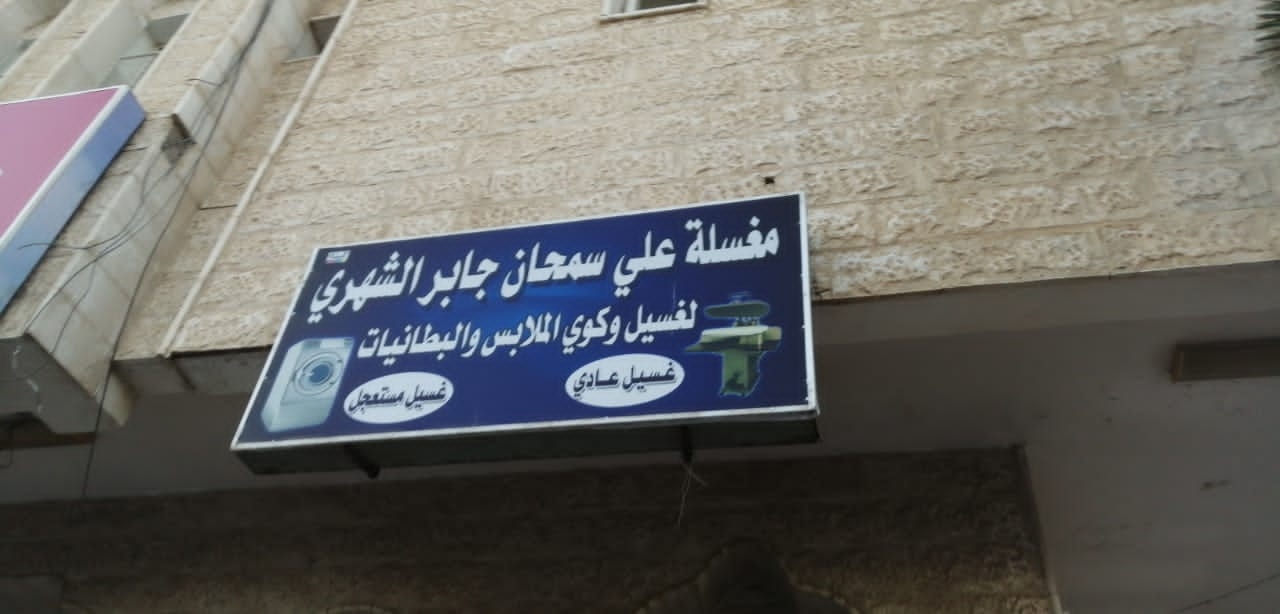 مغسلة علي سمحان جابر الشهري
لغسيل وكوي الملابس والبطانيات
غسيل عادي
غسيل مستعجل